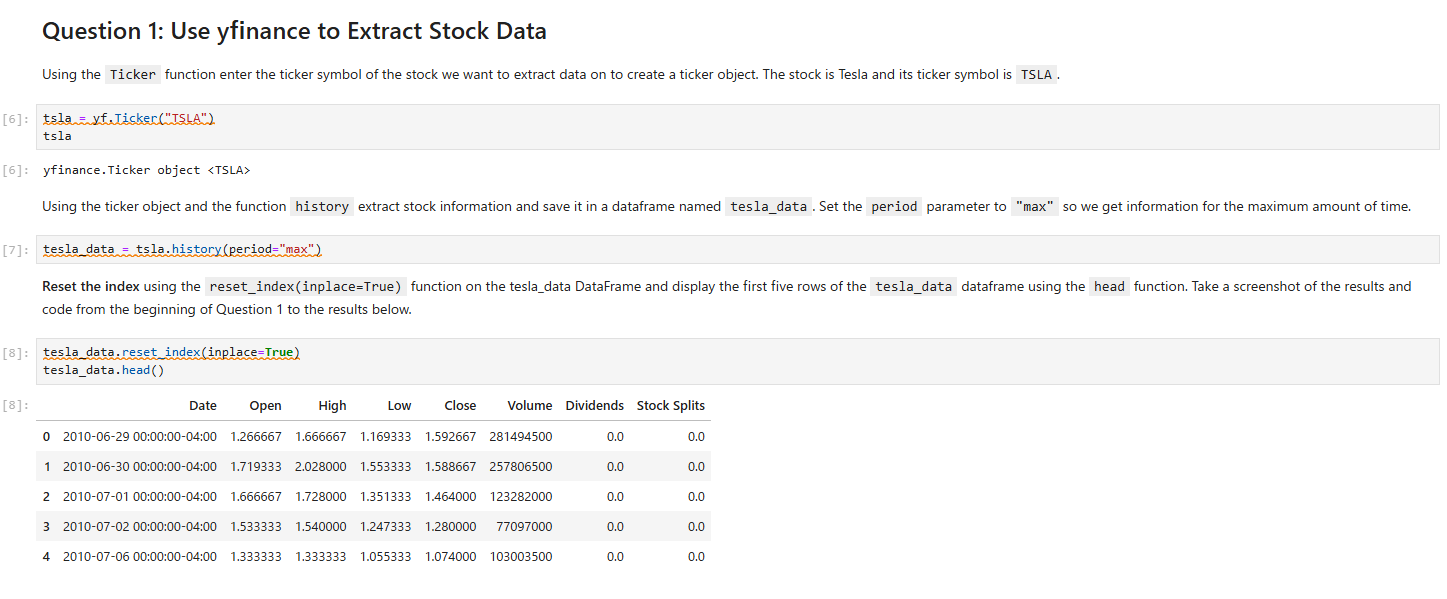 Question 1: Use yfinance to Extract Stock Data
Using the Ticker function enter the ticker symbol of the stock we want to extract data on to create a ticker object. The stock is Tesla and its ticker symbol is TSLA .
[6]: tsla = yf.Ticker("TSLA")
tsla
[6]: yfinance.Ticker object <TSLA>
Using the ticker object and the function history extract stock information and save it in a dataframe named tesla_data . Set the period parameter to "max" so we get information for the maximum amount of time.
[7]: tesla_data = tsla.history(period="max")
Reset the index using the reset_index(inplace=True) function on the tesla_data DataFrame and display the first five rows of the tesla_data dataframe using the head function. Take a screenshot of the results and
code from the beginning of Question 1 to the results below.
[8]: tesla_data.reset_index(inplace=True)
tesla_data.head()
[8]: Date Open High Low Close Volume Dividends Stock Splits
0 2010-06-29 00:00:00-04:00 1.266667 1.666667 1.169333 1.592667 281494500 0.0 0.0
1 2010-06-30 00:00:00-04:00 1.719333 2.028000 1.553333 1.588667 257806500 0.0 0.0
2 2010-07-01 00:00:00-04:00 1.666667 1.728000 1.351333 1.464000 123282000 0.0 0.0
3 2010-07-02 00:00:00-04:00 1.533333 1.540000 1.247333 1.280000 77097000 0.0 0.0
4 2010-07-06 00:00:00-04:00 1.333333 1.333333 1.055333 1.074000 103003500 0.0 0.0